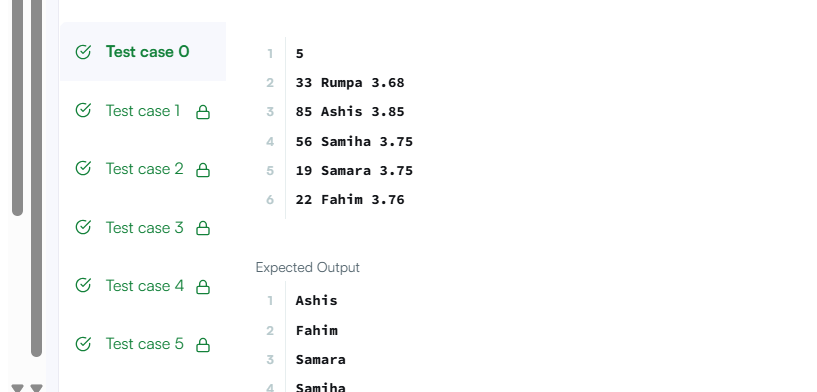 Test case 0
Test case 1
Test case 2
Test case 3
Test case 4
Test case 5
1 5
2 33 Rumpa 3.68
3 85 Ashis 3.85
4 56 Samiha 3.75
5 19 Samara 3.75
6 22 Fahim 3.76
Expected Output
1 Ashis
2 Fahim
3 Samara
4 Samiha